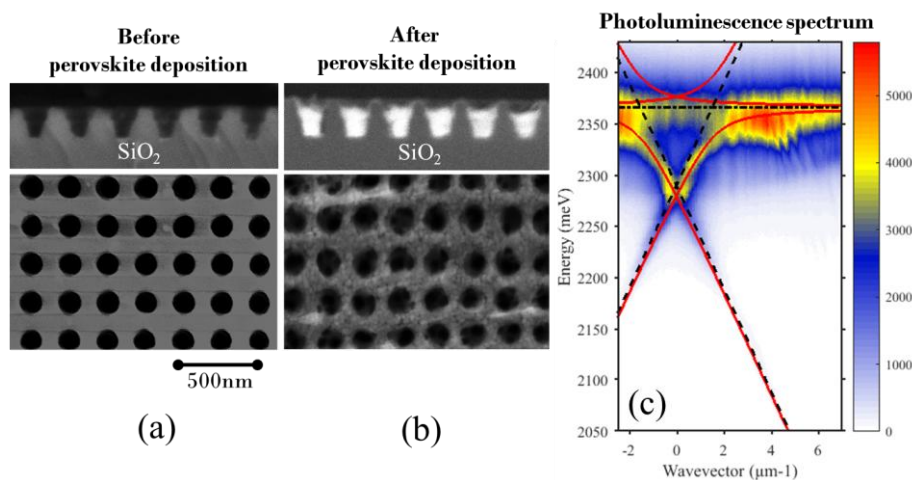 Before
perovskite deposition
After
perovskite deposition
Photoluminescence spectrum
SiO2
SiO2
500nm
(a)
(b)
(c)
Energy (meV)
2400
2350
2300
2250
2200
2150
2100
2050
-2 0 2 4 6
Wavevector (μm-1)
5000
4000
3000
2000
1000
0